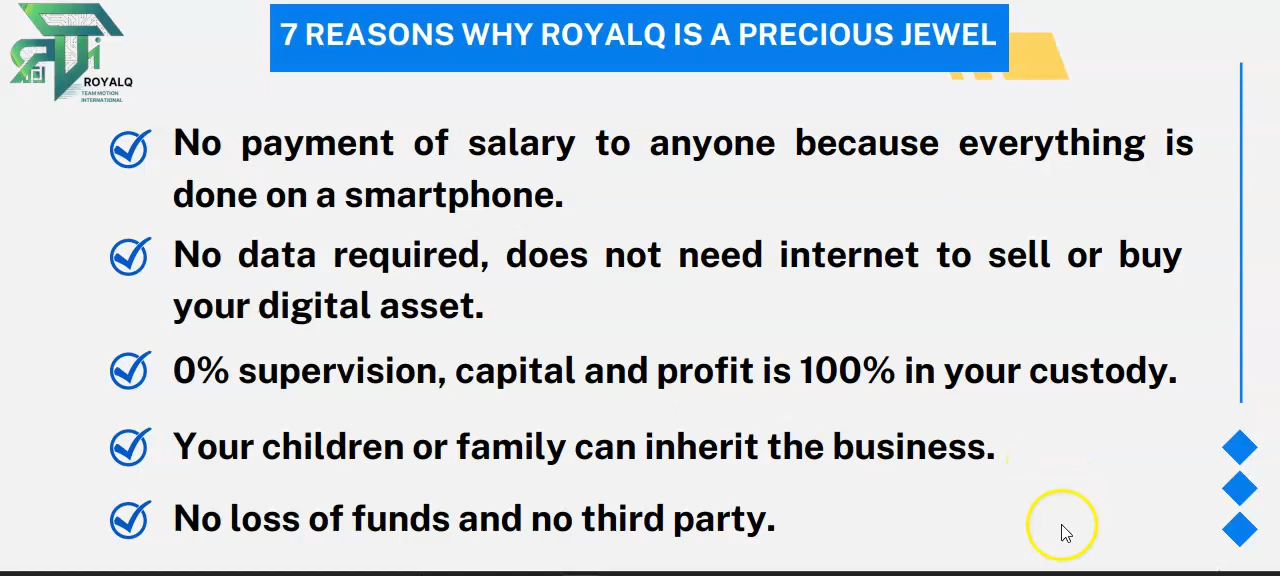 7 REASONS WHY ROYALQ IS A PRECIOUS JEWEL
ROYALQ
TEAM MOTION
INTERNATIONAL
No payment of salary to anyone because everything is
done on a smartphone.
No data required, does not need internet to sell or buy
your digital asset.
0% supervision, capital and profit is 100% in your custody.
Your children or family can inherit the business.
No loss of funds and no third party.